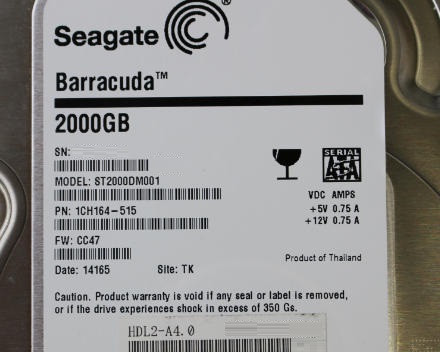 Seagate ®
Barracuda™
2000GB
SN:
SERIAL
ATA
MODEL: ST2000DM001
VDC AMPS
PN: 1CH164-515
+5V 0.75 A
+12V 0.75 A
FW: CC47
Product of Thailand
Date: 14165 Site: TK
Caution. Product warranty is void if any seal or label is removed,
or if the drive experiences shock in excess of 350 Gs.
HDL2-A4.0